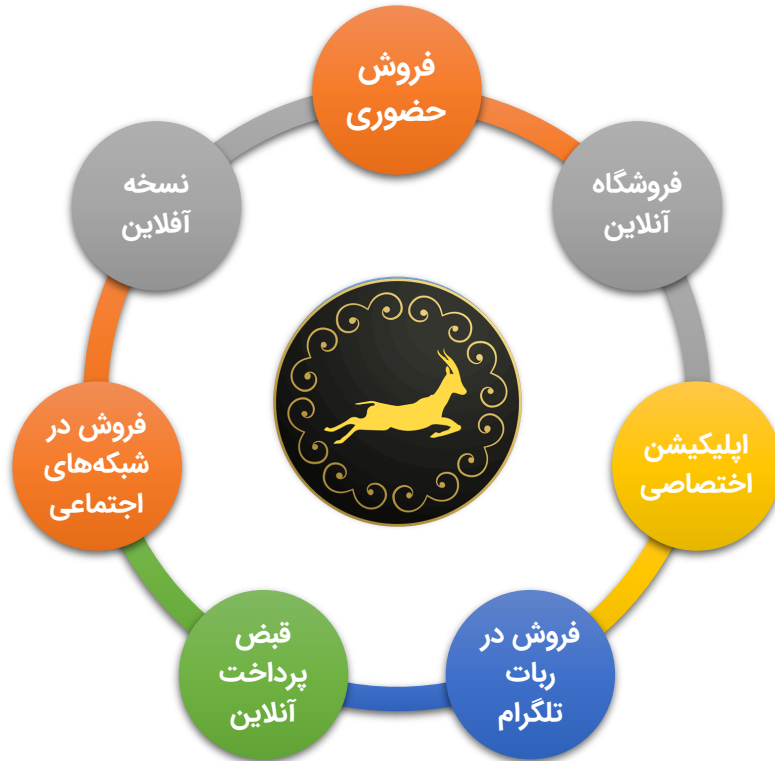 فروش
حضوری
فروشگاه
آنلاین
اپلیکیشن
اختصاصی
فروش در
ربات
تلگرام
قبض
پرداخت
آنلاین
فروش در
شبکه‌های
اجتماعی
نسخه
آفلاین